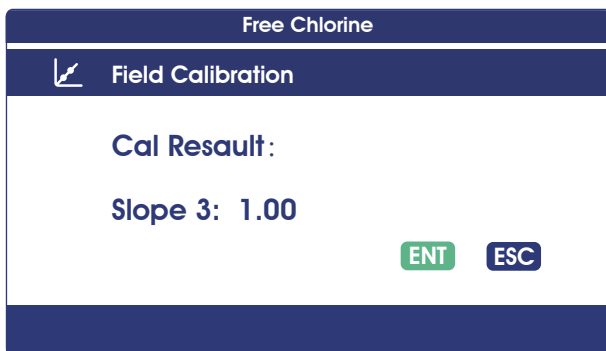 Free Chlorine
Field Calibration
Cal Resault:
Slope 3: 1.00
ENT ESC